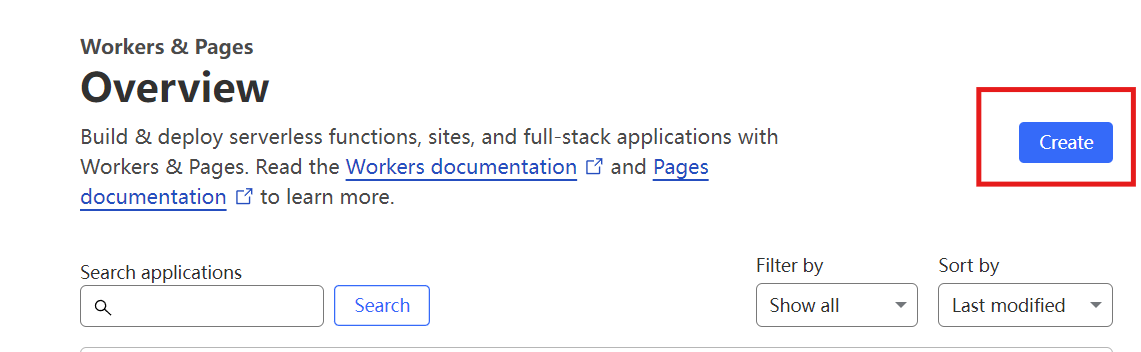 Workers & Pages
Overview
Build & deploy serverless functions, sites, and full-stack applications with
Workers & Pages. Read the Workers documentation and Pages
documentation to learn more.
Create
Search applications
Search
Filter by
Show all
Sort by
Last modified